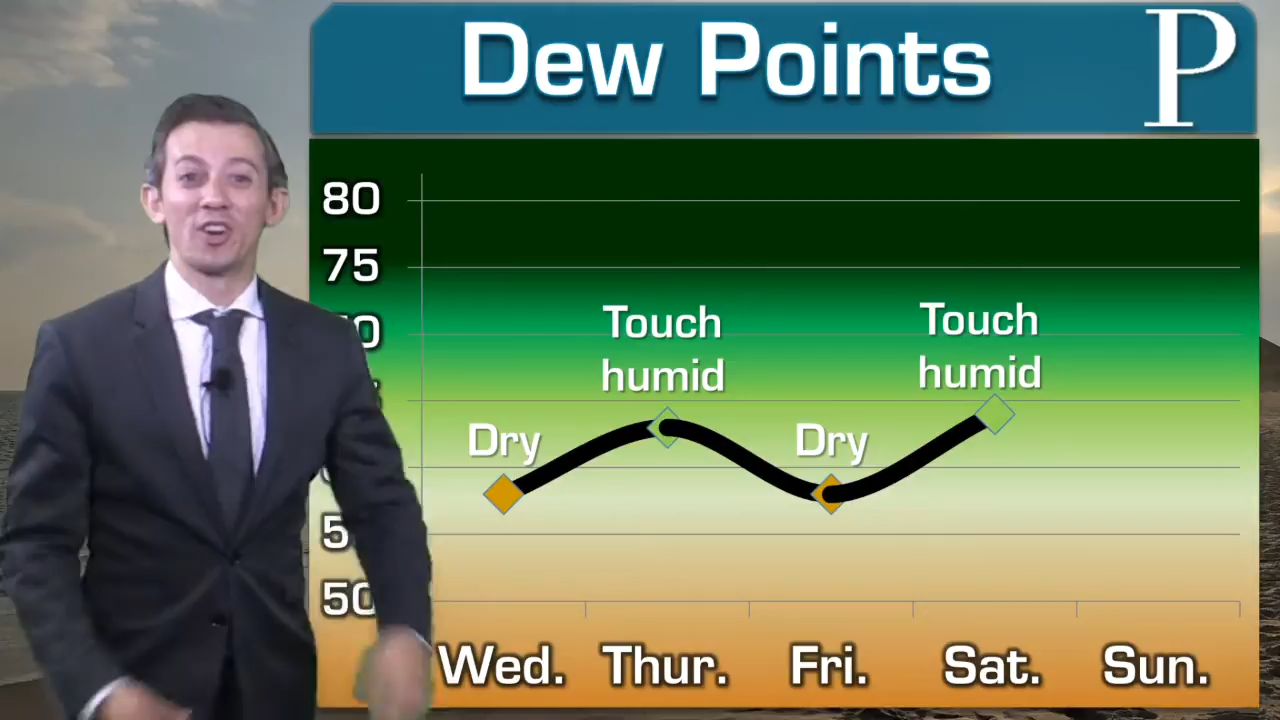 Dew Points
P
80
75
Touch
humid
Touch
humid
Dry
Dry
50
Wed. Thur. Fri. Sat. Sun.